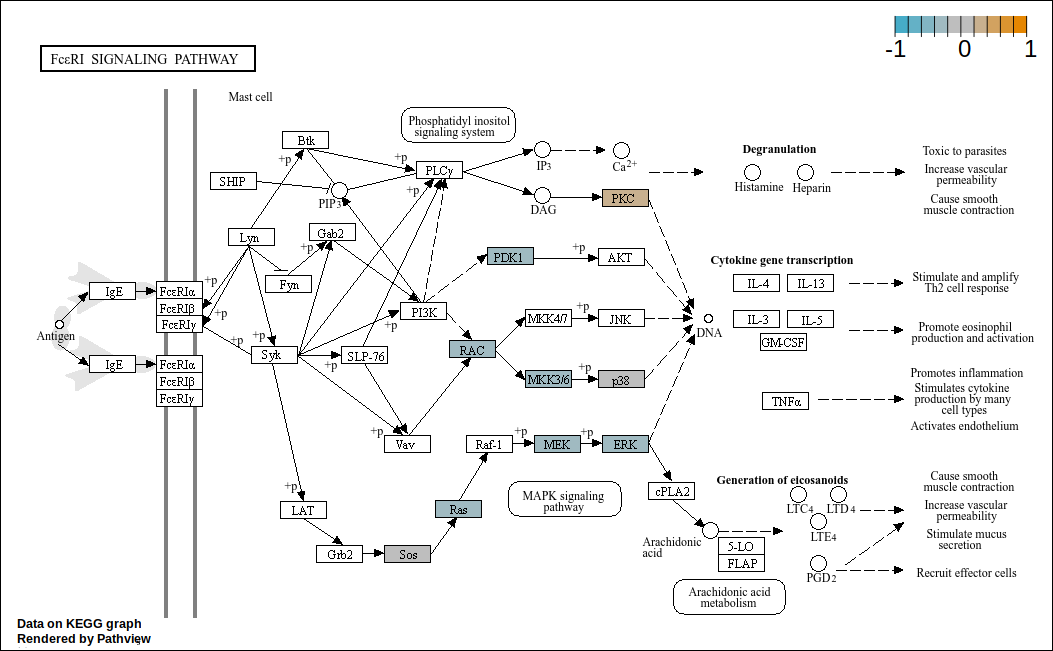 -1 0 1
FcεRI SIGNALING PATHWAY
Mast cell
Phosphatidyl inositol
signaling system
Btk
+p
+p
PLCγ
+p
IP3
Ca2+
Degranulation
Histamine
Heparin
Toxic to parasites
Increase vascular
permeability
Cause smooth
muscle contraction
SHIP
PIP3
DAG
PKC
Lyn
Gab2
+p
Fyn
PDK1
+p
AKT
Cytokine gene transcription
IL-4
IL-13
IL-3
IL-5
GM-CSF
Stimulate and amplify
Th2 cell response
Promote eosinophil
production and activation
IgE
FcεRIα
FcεRIβ
FcεRIγ
+p
+p
Antigen
IgE
FcεRIα
FcεRIβ
FcεRIγ
+p
+p
Syk
+p
SLP-76
PI3K
+p
RAC
MKK4/7
+p
JNK
DNA
MKK3/6
+p
p38
TNFα
Promotes inflammation
Stimulates cytokine
production by many
cell types
Activates endothelium
+p
Vav
Raf-1
+p
MEK
+p
ERK
cPLA2
MAPK signaling
pathway
+p
LAT
Grb2
Sos
Ras
Generation of eicosanoids
LTC4
LTD4
LTE4
PGD2
Arachidonic
acid
5-LO
FLAP
Arachidonic acid
metabolism
Cause smooth
muscle contraction
Increase vascular
permeability
Stimulate mucus
secretion
Recruit effector cells
Data on KEGG graph
Rendered by Pathview